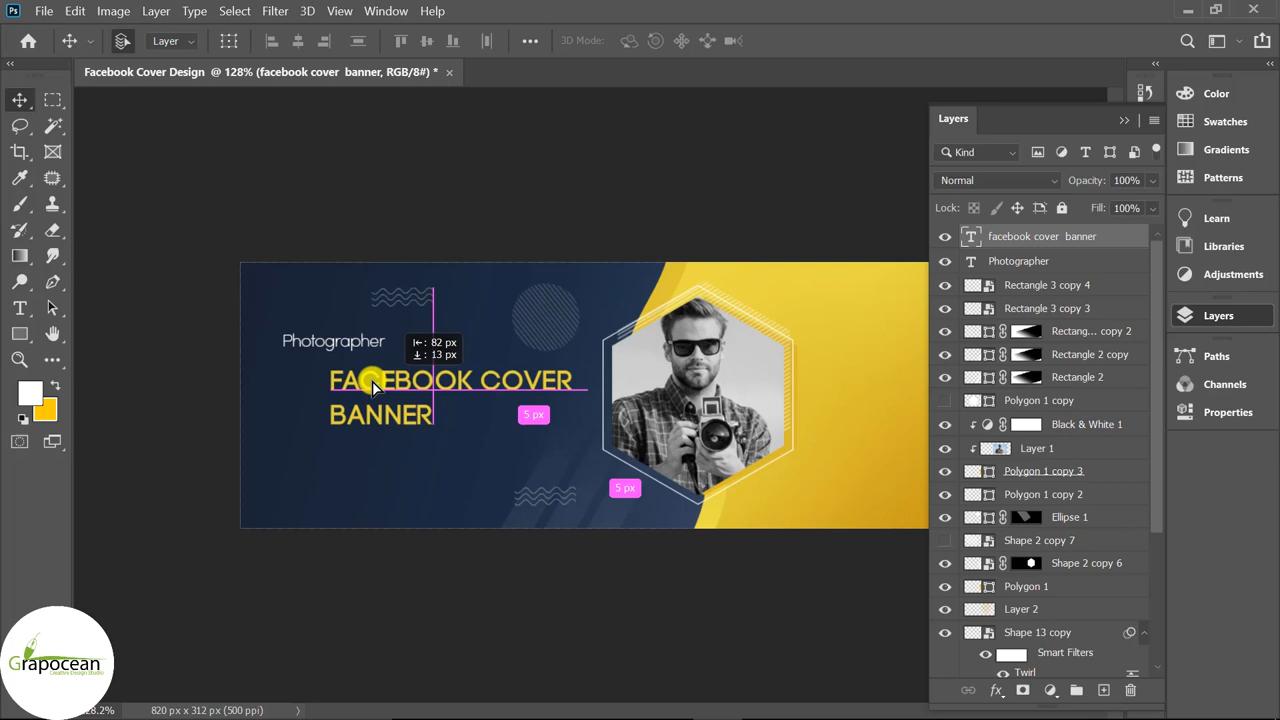 Ps File Edit Image Layer Type Select Filter 3D View Window Help
Layer 3D Mode:
Facebook Cover Design @ 128% (facebook cover banner, RGB/8#) *
Layers
Kind
Normal Opacity: 100%
Lock: Fill: 100%
facebook cover banner
Photographer
Rectangle 3 copy 4
Rectangle 3 copy 3
Rectang... copy 2
Rectangle 2 copy
Rectangle 2
Polygon 1 copy
Black & White 1
Layer 1
Polygon 1 copy 3
Polygon 1 copy 2
Ellipse 1
Shape 2 copy 7
Shape 2 copy 6
Polygon 1
Layer 2
Shape 13 copy
Smart Filters
Twirl
Color
Swatches
Gradients
Patterns
Learn
Libraries
Adjustments
Layers
Paths
Channels
Properties
Photographer
82 px
13 px
FACEBOOK COVER
BANNER
5 px
5 px
Grapocean
Creative Design Studio
28.2% 820 px x 312 px (500 ppi)